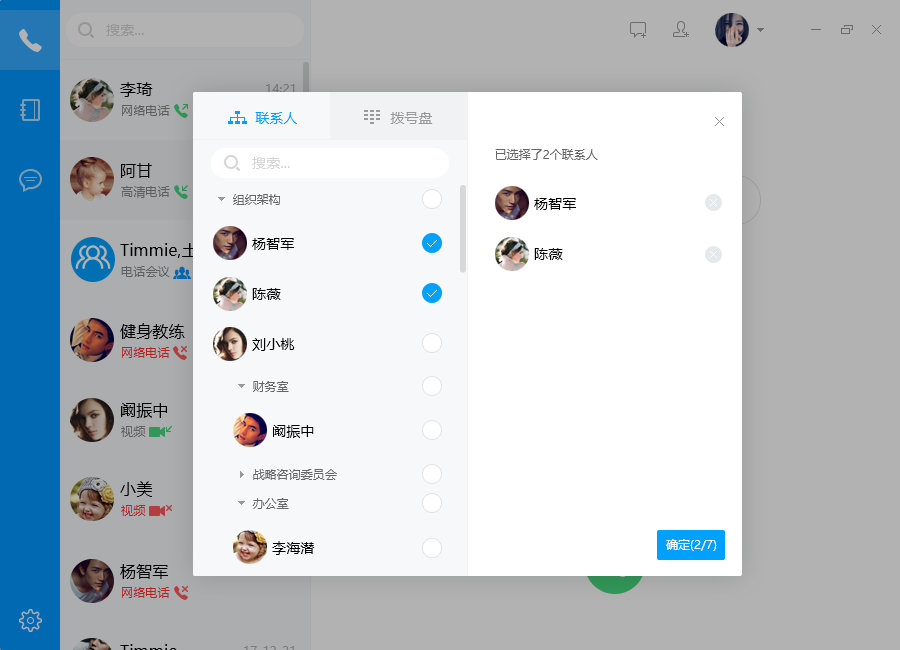 搜索...
李琦
14:21
网络电话
阿甘
高清电话
Timmie,土
电话会议
健身教练
网络电话
阚振中
视频
小美
视频
杨智军
网络电话
联系人
拨号盘
搜索...
组织架构
杨智军
陈薇
刘小桃
财务室
阚振中
战略咨询委员会
办公室
李海潜
已选择了2个联系人
杨智军
陈薇
确定(2/7)